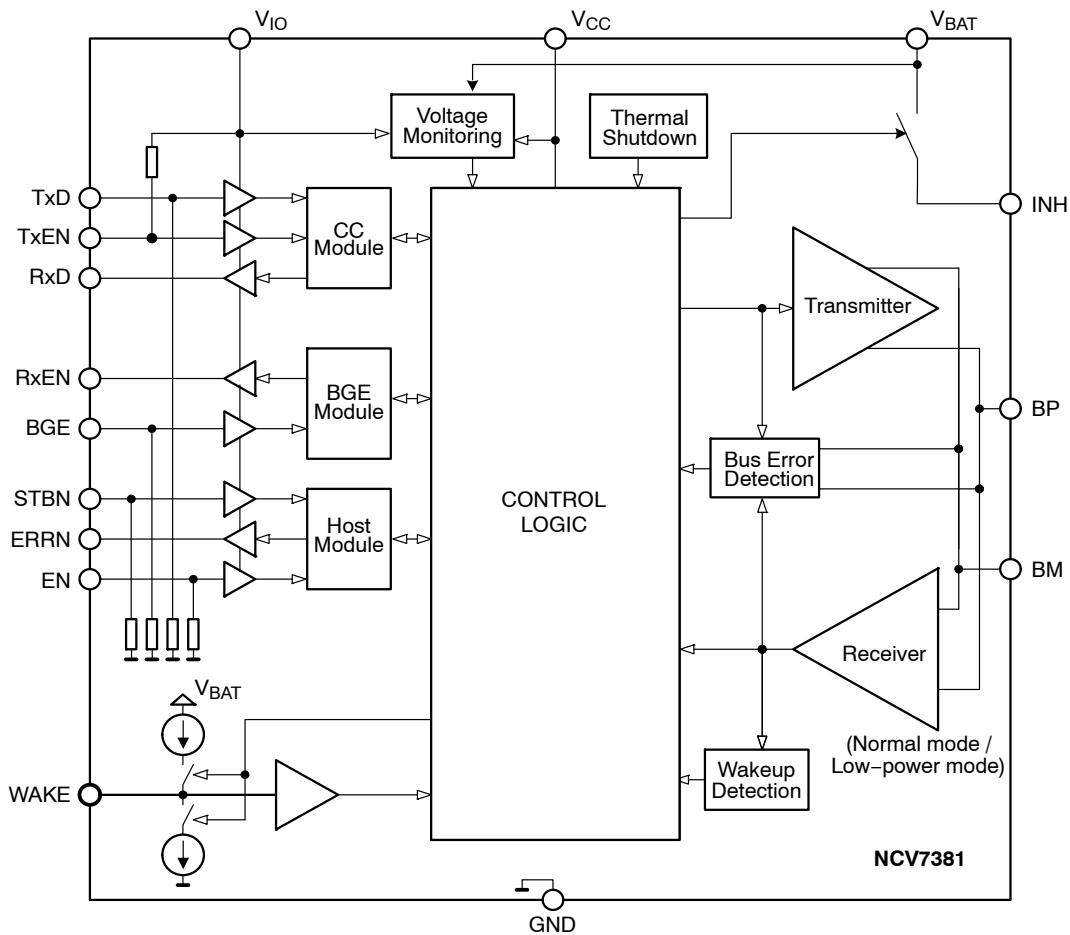 VIO
VCC
VBAT
Voltage
Monitoring
Thermal
Shutdown
TxD
TxEN
RxD
CC
Module
INH
Transmitter
RxEN
BGE
BGE
Module
BP
STBN
ERRN
EN
Host
Module
CONTROL
LOGIC
Bus Error
Detection
BM
Receiver
(Normal mode /
Low−power mode)
VBAT
WAKE
Wakeup
Detection
NCV7381
GND